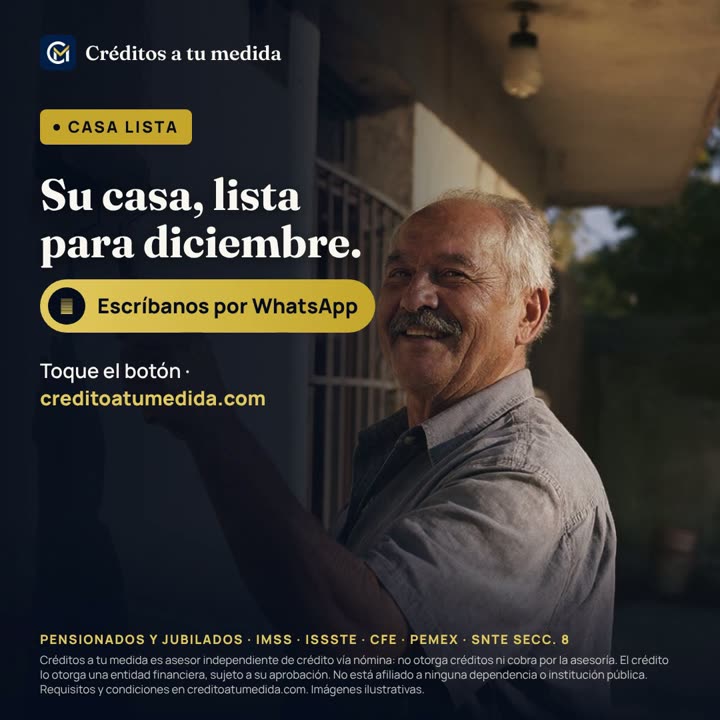 Créditos a tu medida
• CASA LISTA
Su casa, lista
para diciembre.
Escríbanos por WhatsApp
Toque el botón ·
creditoatumedida.com
PENSIONADOS Y JUBILADOS · IMSS · ISSSTE · CFE · PEMEX · SNTE SECC. 8
Créditos a tu medida es asesor independiente de crédito vía nómina: no otorga créditos ni cobra por la asesoría. El crédito
lo otorga una entidad financiera, sujeto a su aprobación. No está afiliado a ninguna dependencia o institución pública.
Requisitos y condiciones en creditoatumedida.com. Imágenes ilustrativas.